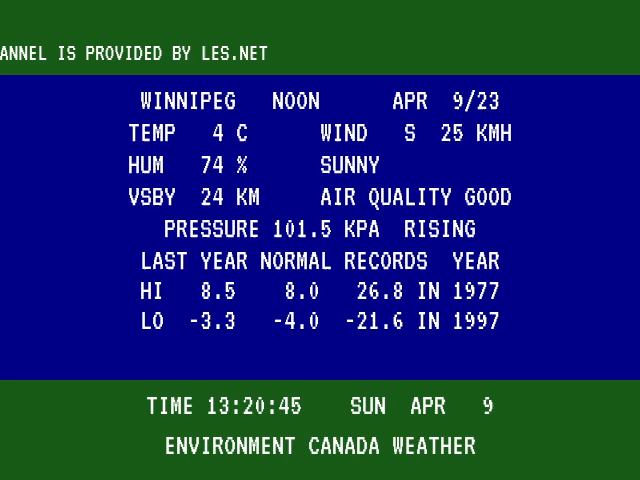 ANNEL IS PROVIDED BY LES.NET
WINNIPEG NOON APR 9/23
TEMP 4 C WIND S 25 KMH
HUM 74 % SUNNY
VSBY 24 KM AIR QUALITY GOOD
PRESSURE 101.5 KPA RISING
LAST YEAR NORMAL RECORDS YEAR
HI 8.5 8.0 26.8 IN 1977
LO -3.3 -4.0 -21.6 IN 1997
TIME 13:20:45 SUN APR 9
ENVIRONMENT CANADA WEATHER